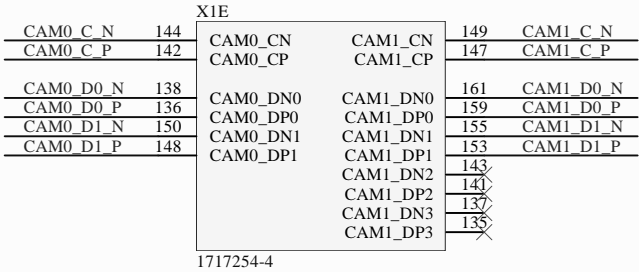 X1E
CAM0_C_N 144 CAM0_CN CAM1_CN 149 CAM1_C_N
CAM0_C_P 142 CAM0_CP CAM1_CP 147 CAM1_C_P
CAM0_D0_N 138 CAM0_DN0 CAM1_DN0 161 CAM1_D0_N
CAM0_D0_P 136 CAM0_DP0 CAM1_DP0 159 CAM1_D0_P
CAM0_D1_N 150 CAM0_DN1 CAM1_DN1 155 CAM1_D1_N
CAM0_D1_P 148 CAM0_DP1 CAM1_DP1 153 CAM1_D1_P
CAM1_DN2 143
CAM1_DP2 141
CAM1_DN3 137
CAM1_DP3 135
1717254-4